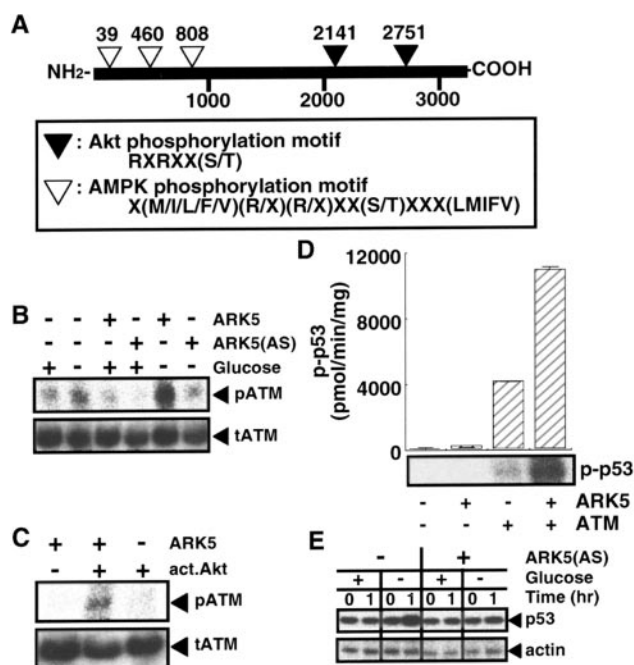 A
39 460 808 2141 2751
NH2- -COOH
1000 2000 3000
: Akt phosphorylation motif
RXRXX(S/T)
: AMPK phosphorylation motif
X(M/I/L/F/V)(R/X)(R/X)XX(S/T)XXX(LMIFV)
B
- - + - + - ARK5
- - - + - + ARK5(AS)
+ - + + - - Glucose
pATM
tATM
C
+ + - ARK5
- + + act.Akt
pATM
tATM
D
p-p53
(pmol/min/mg)
12000
8000
4000
0
p-p53
- + - + ARK5
- - + + ATM
E
- + ARK5(AS)
+ - + - Glucose
0 1 0 1 0 1 0 1 Time (hr)
p53
actin